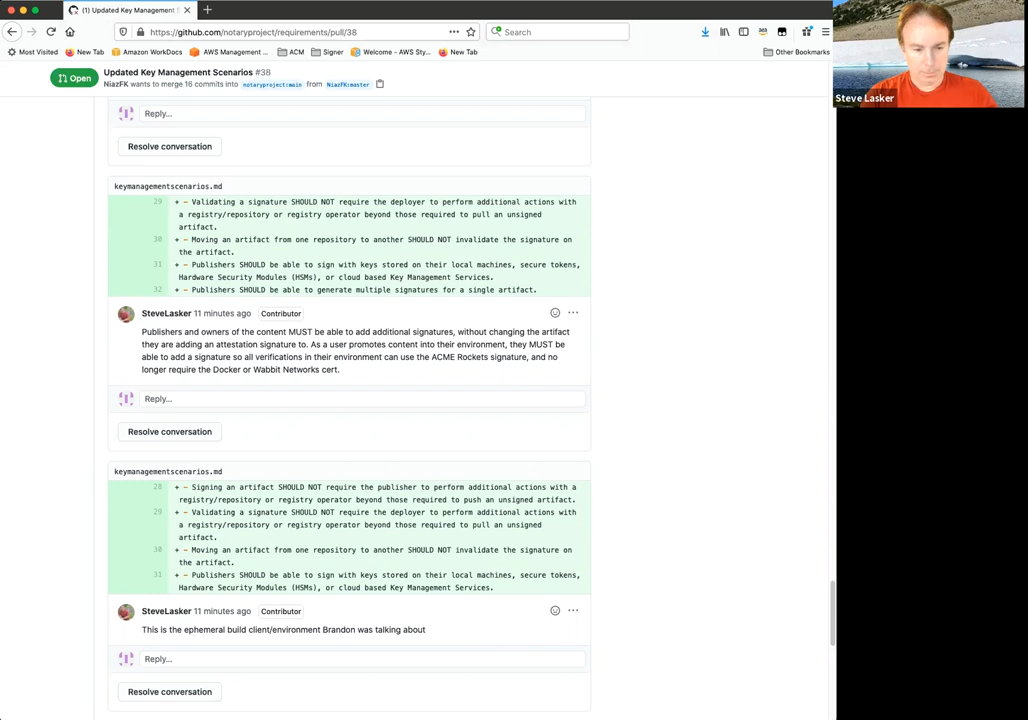 (1) Updated Key Management S
https://github.com/notaryproject/requirements/pull/38
Search
Most Visited
New Tab
Amazon WorkDocs
AWS Management ...
ACM
Signer
Welcome - AWS Sty...
New Tab
Other Bookmarks
Open
Updated Key Management Scenarios #38
NiazFK wants to merge 16 commits into notaryproject:main from NiazFK:master
Steve Lasker
Reply...
Resolve conversation
keymanagementscenarios.md
29 + - Validating a signature SHOULD NOT require the deployer to perform additional actions with
a registry/repository or registry operator beyond those required to pull an unsigned
artifact.
30 + - Moving an artifact from one repository to another SHOULD NOT invalidate the signature on
the artifact.
31 + - Publishers SHOULD be able to sign with keys stored on their local machines, secure tokens,
Hardware Security Modules (HSMs), or cloud based Key Management Services.
32 + - Publishers SHOULD be able to generate multiple signatures for a single artifact.
SteveLasker 11 minutes ago Contributor
Publishers and owners of the content MUST be able to add additional signatures, without changing the artifact
they are adding an attestation signature to. As a user promotes content into their environment, they MUST be
able to add a signature so all verifications in their environment can use the ACME Rockets signature, and no
longer require the Docker or Wabbit Networks cert.
Reply...
Resolve conversation
keymanagementscenarios.md
28 + - Signing an artifact SHOULD NOT require the publisher to perform additional actions with a
registry/repository or registry operator beyond those required to push an unsigned artifact.
29 + - Validating a signature SHOULD NOT require the deployer to perform additional actions with
a registry/repository or registry operator beyond those required to pull an unsigned
artifact.
30 + - Moving an artifact from one repository to another SHOULD NOT invalidate the signature on
the artifact.
31 + - Publishers SHOULD be able to sign with keys stored on their local machines, secure tokens,
Hardware Security Modules (HSMs), or cloud based Key Management Services.
SteveLasker 11 minutes ago Contributor
This is the ephemeral build client/environment Brandon was talking about
Reply...
Resolve conversation